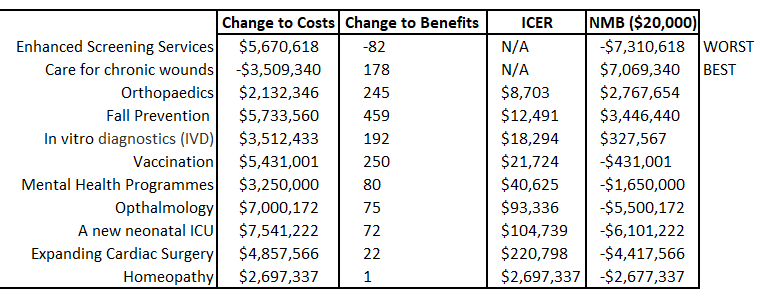 Change to Costs Change to Benefits ICER NMB ($20,000)
Enhanced Screening Services $5,670,618 -82 N/A -$7,310,618 WORST
Care for chronic wounds -$3,509,340 178 N/A $7,069,340 BEST
Orthopaedics $2,132,346 245 $8,703 $2,767,654
Fall Prevention $5,733,560 459 $12,491 $3,446,440
In vitro diagnostics (IVD) $3,512,433 192 $18,294 $327,567
Vaccination $5,431,001 250 $21,724 -$431,001
Mental Health Programmes $3,250,000 80 $40,625 -$1,650,000
Opthalmology $7,000,172 75 $93,336 -$5,500,172
A new neonatal ICU $7,541,222 72 $104,739 -$6,101,222
Expanding Cardiac Surgery $4,857,566 22 $220,798 -$4,417,566
Homeopathy $2,697,337 1 $2,697,337 -$2,677,337